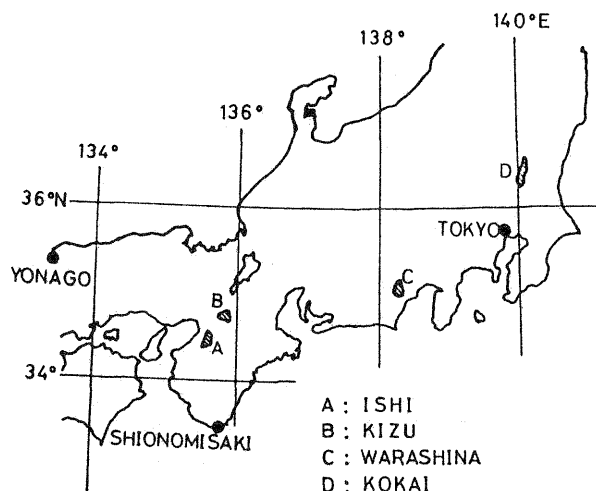 140°E
138°
136°
134°
D
36°N
TOKYO
YONAGO
C
B
A
34°
SHIONOMISAKI
A : ISHI
B : KIZU
C : WARASHINA
D : KOKAI